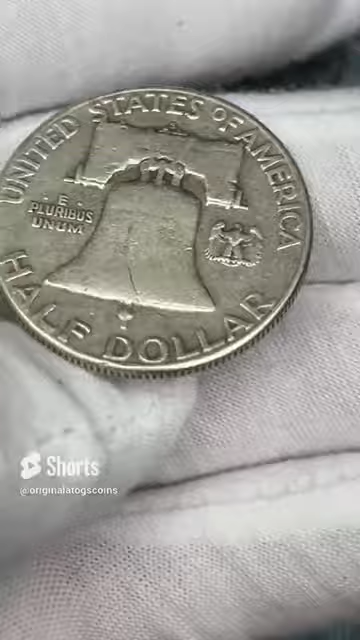 UNITED STATES OF AMERICA
· E ·
PLURIBUS
UNUM
HALF DOLLAR
Shorts
@originalatogscoins